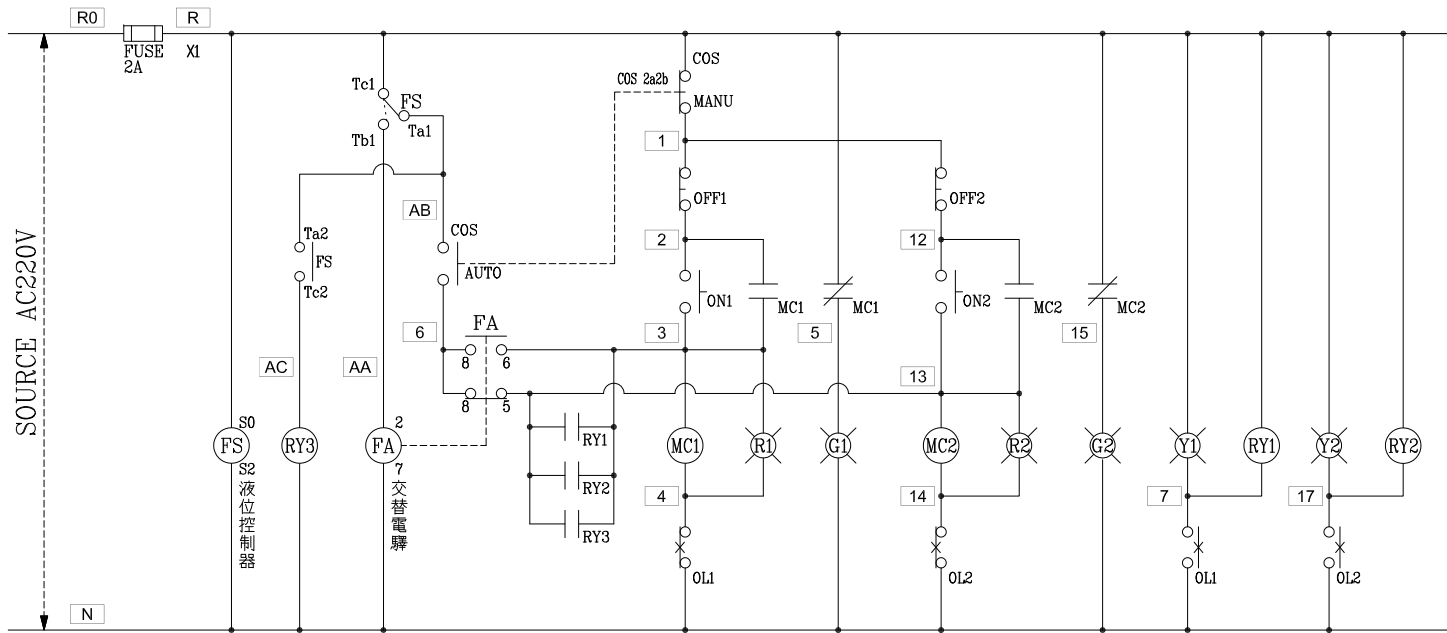 R0
R
FUSE
2A
X1
COS
COS 2a2b
MANU
Tc1
FS
Ta1
Tb1
1
OFF1
OFF2
AB
COS
2
12
Ta2
FS
Tc2
AUTO
ON1
MC1
MC1
ON2
MC2
MC2
6
FA
3
5
15
8
6
AC
AA
13
8
5
SOURCE AC220V
S0
2
FS
RY3
FA
RY1
MC1
R1
G1
MC2
R2
G2
Y1
RY1
Y2
RY2
S2
7
液位控制器
交替電驛
RY2
4
14
7
17
RY3
OL1
OL2
OL1
OL2
N